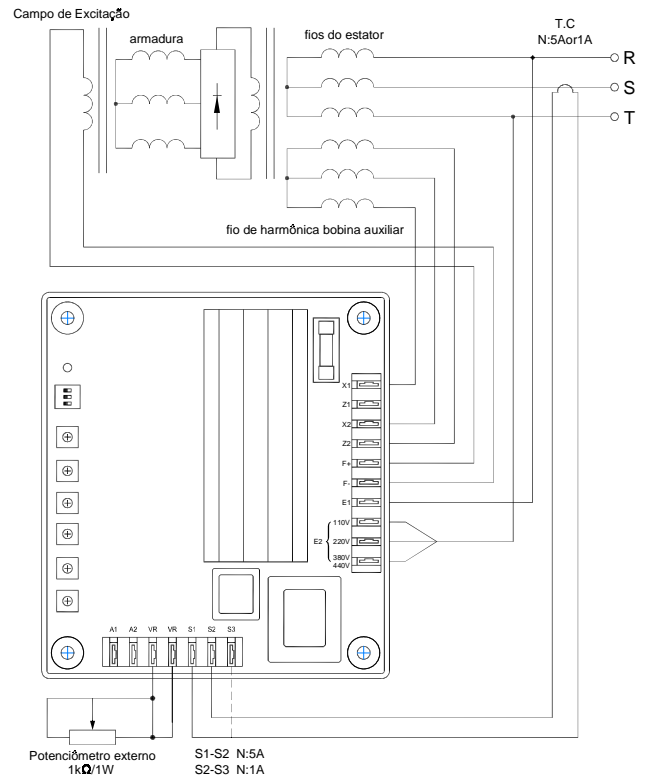 Campo de Excitação
armadura
fios do estator
T.C
N:5Aor1A
R
S
T
fio de harmônica bobina auxiliar
X1
Z1
X2
Z2
F+
F-
E1
110V
E2
220V
380V
440V
A1 A2 VR VR S1 S2 S3
Potenciômetro externo
1kΩ/1W
S1-S2 N:5A
S2-S3 N:1A